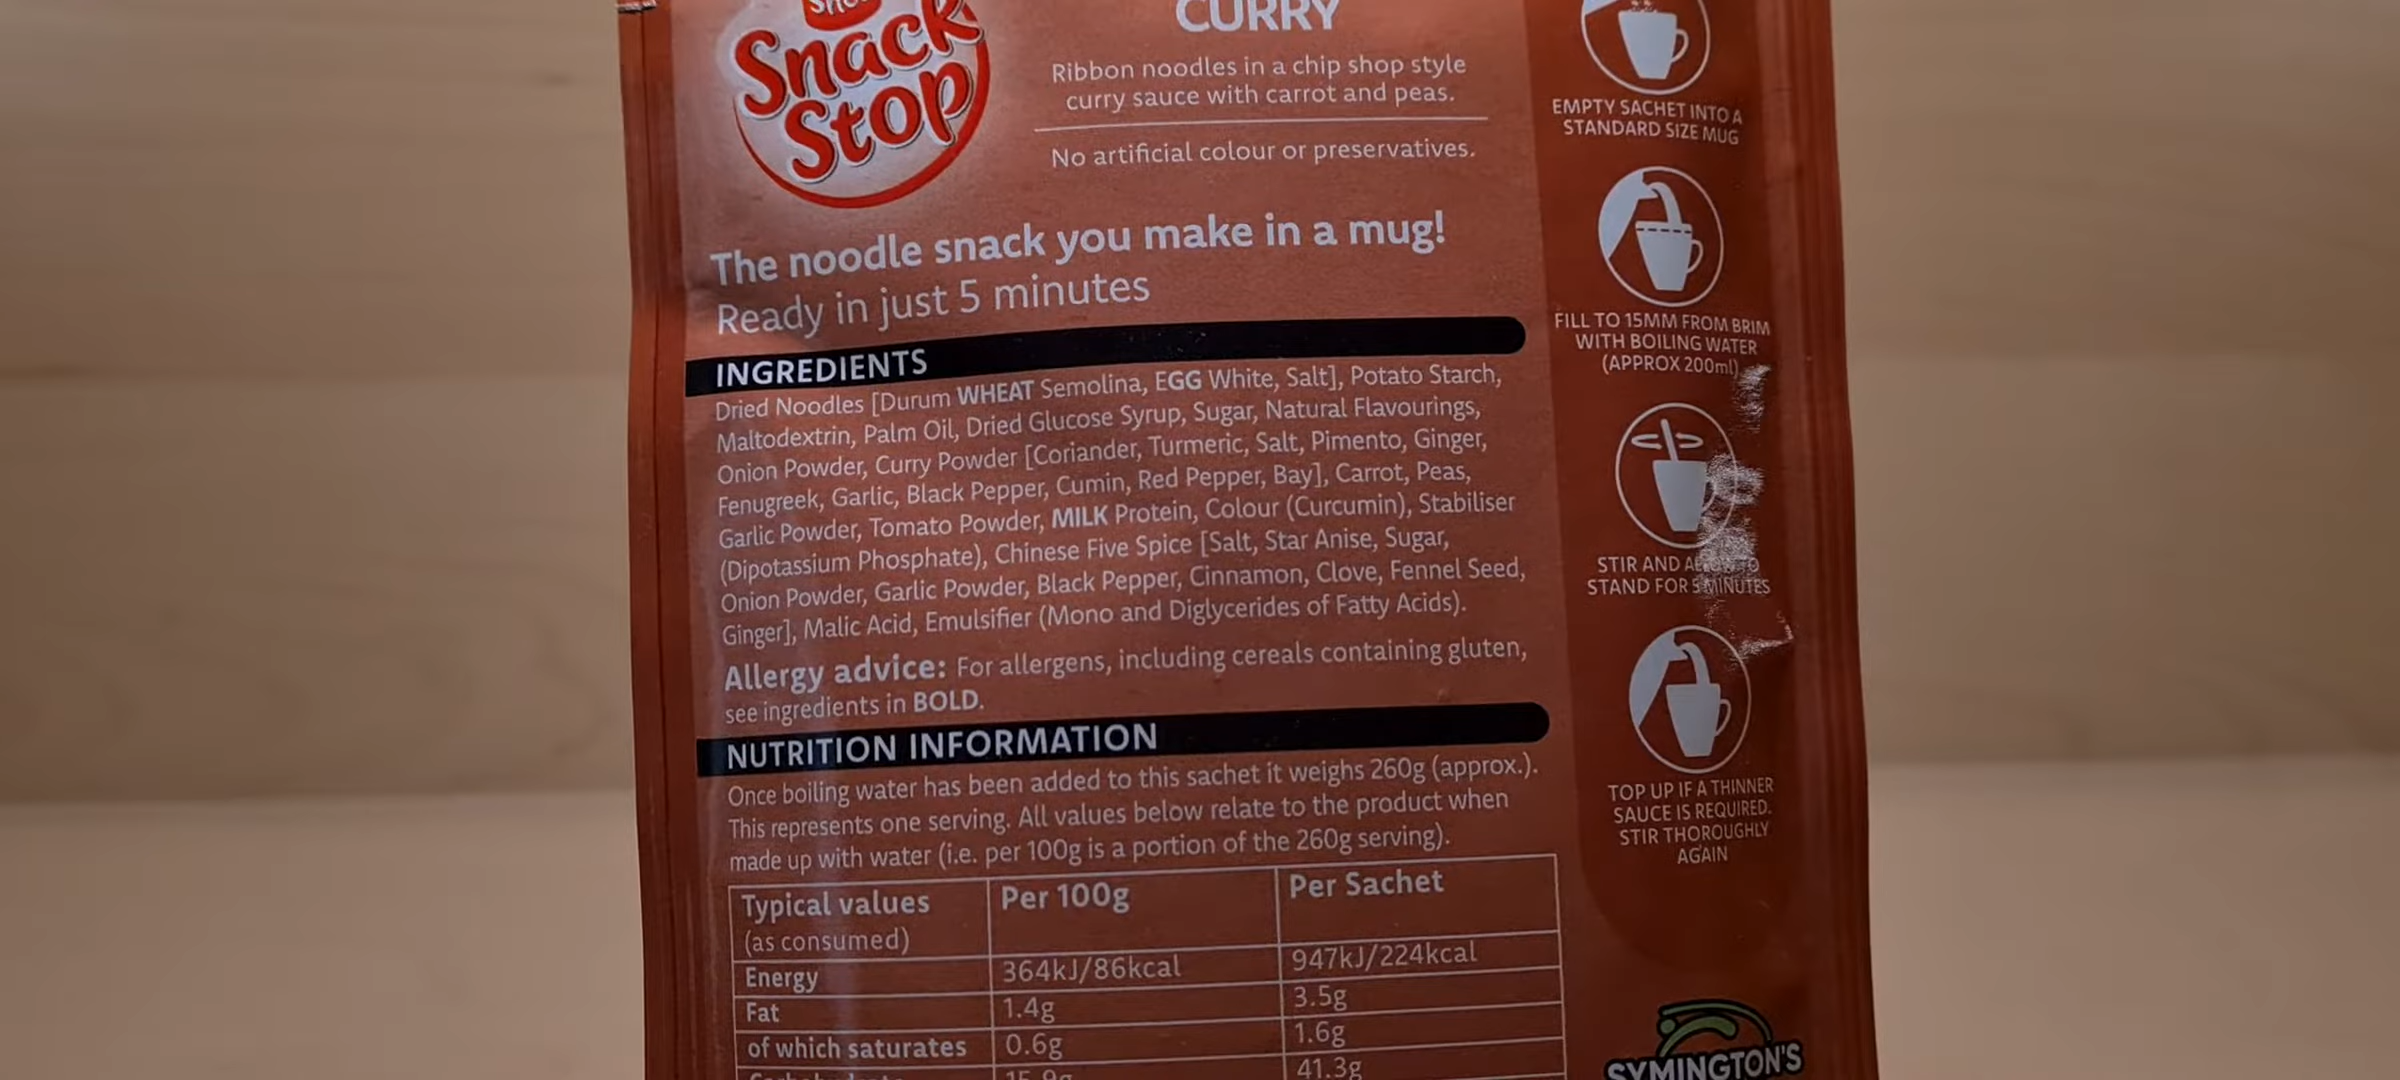 Snack
Stop
CURRY
Ribbon noodles in a chip shop style
curry sauce with carrot and peas.
No artificial colour or preservatives.
The noodle snack you make in a mug!
Ready in just 5 minutes
INGREDIENTS
Dried Noodles [Durum WHEAT Semolina, EGG White, Salt], Potato Starch,
Maltodextrin, Palm Oil, Dried Glucose Syrup, Sugar, Natural Flavourings,
Onion Powder, Curry Powder [Coriander, Turmeric, Salt, Pimento, Ginger,
Fenugreek, Garlic, Black Pepper, Cumin, Red Pepper, Bay], Carrot, Peas,
Garlic Powder, Tomato Powder, MILK Protein, Colour (Curcumin), Stabiliser
(Dipotassium Phosphate), Chinese Five Spice [Salt, Star Anise, Sugar,
Onion Powder, Garlic Powder, Black Pepper, Cinnamon, Clove, Fennel Seed,
Ginger], Malic Acid, Emulsifier (Mono and Diglycerides of Fatty Acids).
Allergy advice: For allergens, including cereals containing gluten,
see ingredients in BOLD.
NUTRITION INFORMATION
Once boiling water has been added to this sachet it weighs 260g (approx.).
This represents one serving. All values below relate to the product when
made up with water (i.e. per 100g is a portion of the 260g serving).
Typical values Per 100g Per Sachet
(as consumed)
Energy 364kJ/86kcal 947kJ/224kcal
Fat 1.4g 3.5g
of which saturates 0.6g 1.6g
41.3g
EMPTY SACHET INTO A
STANDARD SIZE MUG
FILL TO 15MM FROM BRIM
WITH BOILING WATER
(APPROX 200ml)
STIR AND
STAND FOR 5 MINUTES
TOP UP IF A THINNER
SAUCE IS REQUIRED.
STIR THOROUGHLY
AGAIN
SYMINGTON'S